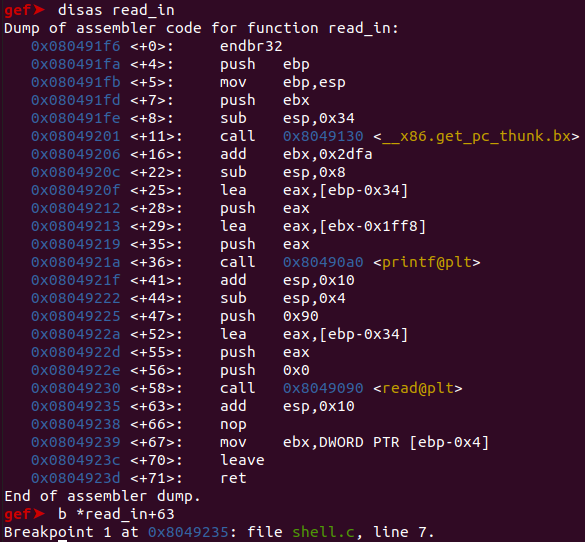 gef➤  disas read_in
Dump of assembler code for function read_in:
   0x080491f6 <+0>:     endbr32
   0x080491fa <+4>:     push   ebp
   0x080491fb <+5>:     mov    ebp,esp
   0x080491fd <+7>:     push   ebx
   0x080491fe <+8>:     sub    esp,0x34
   0x08049201 <+11>:    call   0x8049130 <__x86.get_pc_thunk.bx>
   0x08049206 <+16>:    add    ebx,0x2dfa
   0x0804920c <+22>:    sub    esp,0x8
   0x0804920f <+25>:    lea    eax,[ebp-0x34]
   0x08049212 <+28>:    push   eax
   0x08049213 <+29>:    lea    eax,[ebx-0x1ff8]
   0x08049219 <+35>:    push   eax
   0x0804921a <+36>:    call   0x80490a0 <printf@plt>
   0x0804921f <+41>:    add    esp,0x10
   0x08049222 <+44>:    sub    esp,0x4
   0x08049225 <+47>:    push   0x90
   0x0804922a <+52>:    lea    eax,[ebp-0x34]
   0x0804922d <+55>:    push   eax
   0x0804922e <+56>:    push   0x0
   0x08049230 <+58>:    call   0x8049090 <read@plt>
   0x08049235 <+63>:    add    esp,0x10
   0x08049238 <+66>:    nop
   0x08049239 <+67>:    mov    ebx,DWORD PTR [ebp-0x4]
   0x0804923c <+70>:    leave
   0x0804923d <+71>:    ret
End of assembler dump.
gef➤  b *read_in+63
Breakpoint 1 at 0x8049235: file shell.c, line 7.